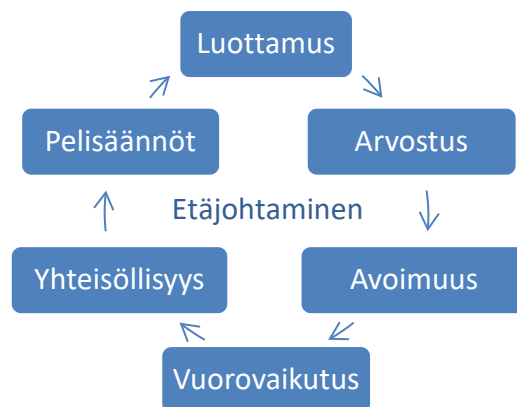 Luottamus
Pelisäännöt
Arvostus
Etäjohtaminen
Yhteisöllisyys
Avoimuus
Vuorovaikutus